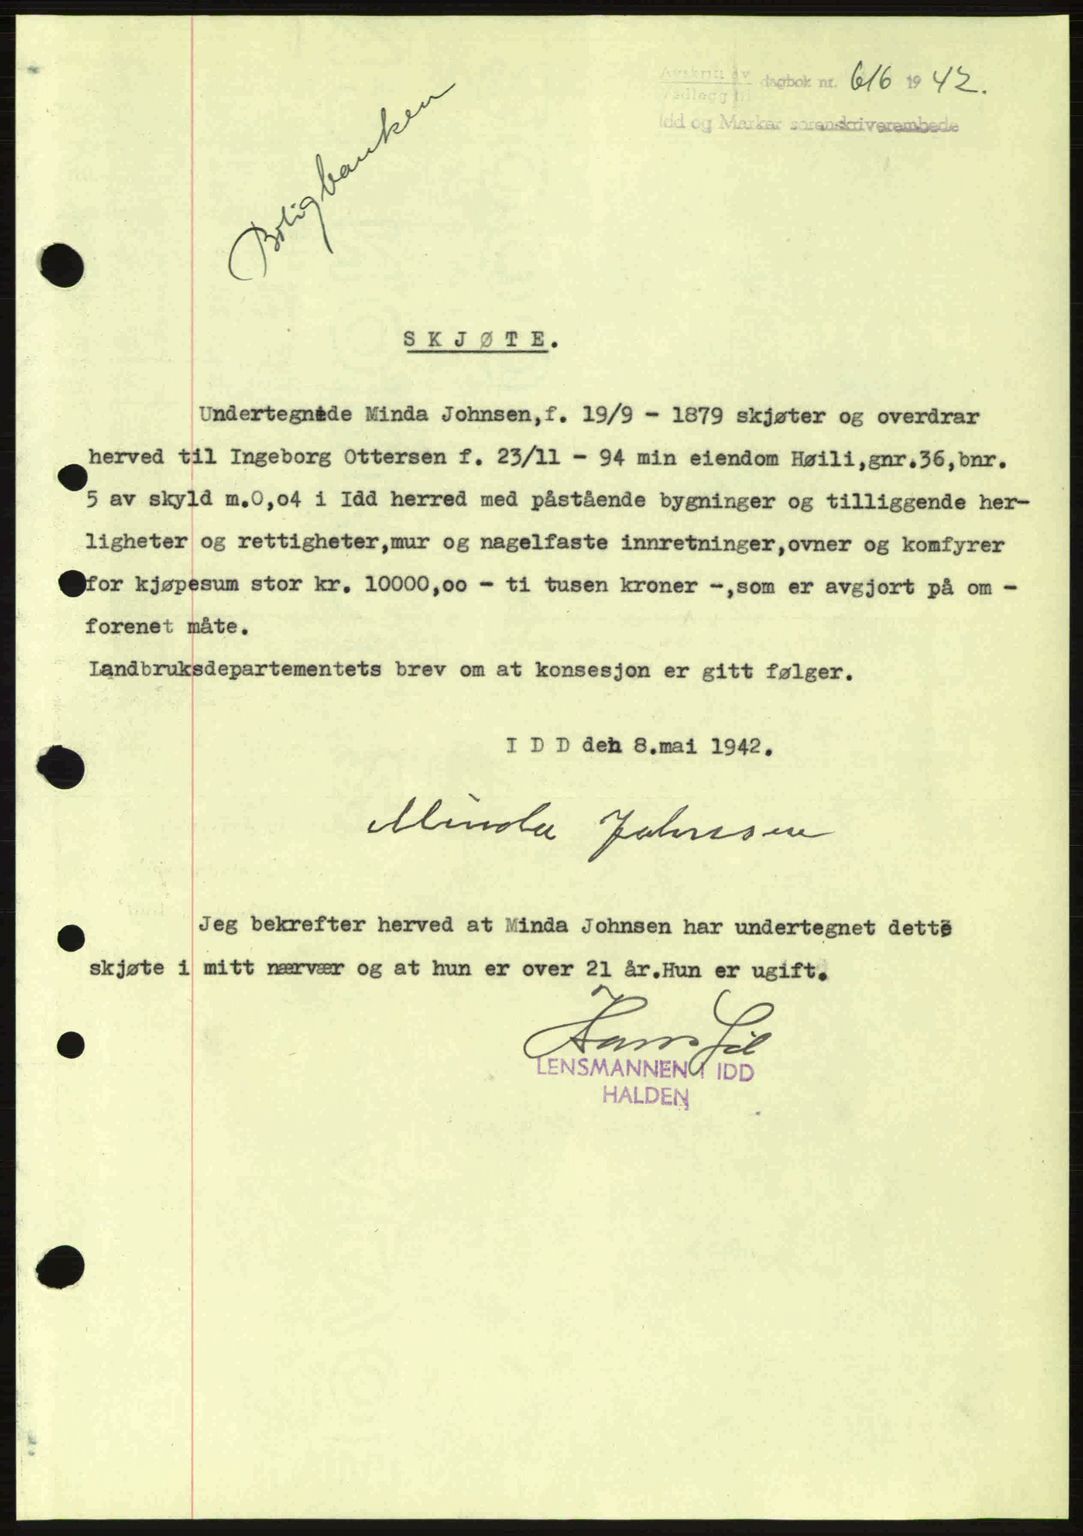 Avskrift av
Vedlegg til
dagbok nr. 616 1942.
Idd og Marker sorenskriverembede
Boligbanken
SKJØTE.
Undertegnede Minda Johnsen,f. 19/9 - 1879 skjøter og overdrar
herved til Ingeborg Ottersen f. 23/11 - 94 min eiendom Høili,gnr.36,bnr.
5 av skyld m.0,o4 i Idd herred med påstående bygninger og tilliggende her-
ligheter og rettigheter,mur og nagelfaste innretninger,ovner og komfyrer
for kjøpesum stor kr. 10000,oo - ti tusen kroner -,som er avgjort på om -
forenet måte.
Landbruksdepartementets brev om at konsesjon er gitt følger.
I D D den 8.mai 1942.
Minda Johnsen
Jeg bekrefter herved at Minda Johnsen har undertegnet dette
skjøte i mitt nærvær og at hun er over 21 år.Hun er ugift.
Hans
LENSMANNEN I IDD
HALDEN